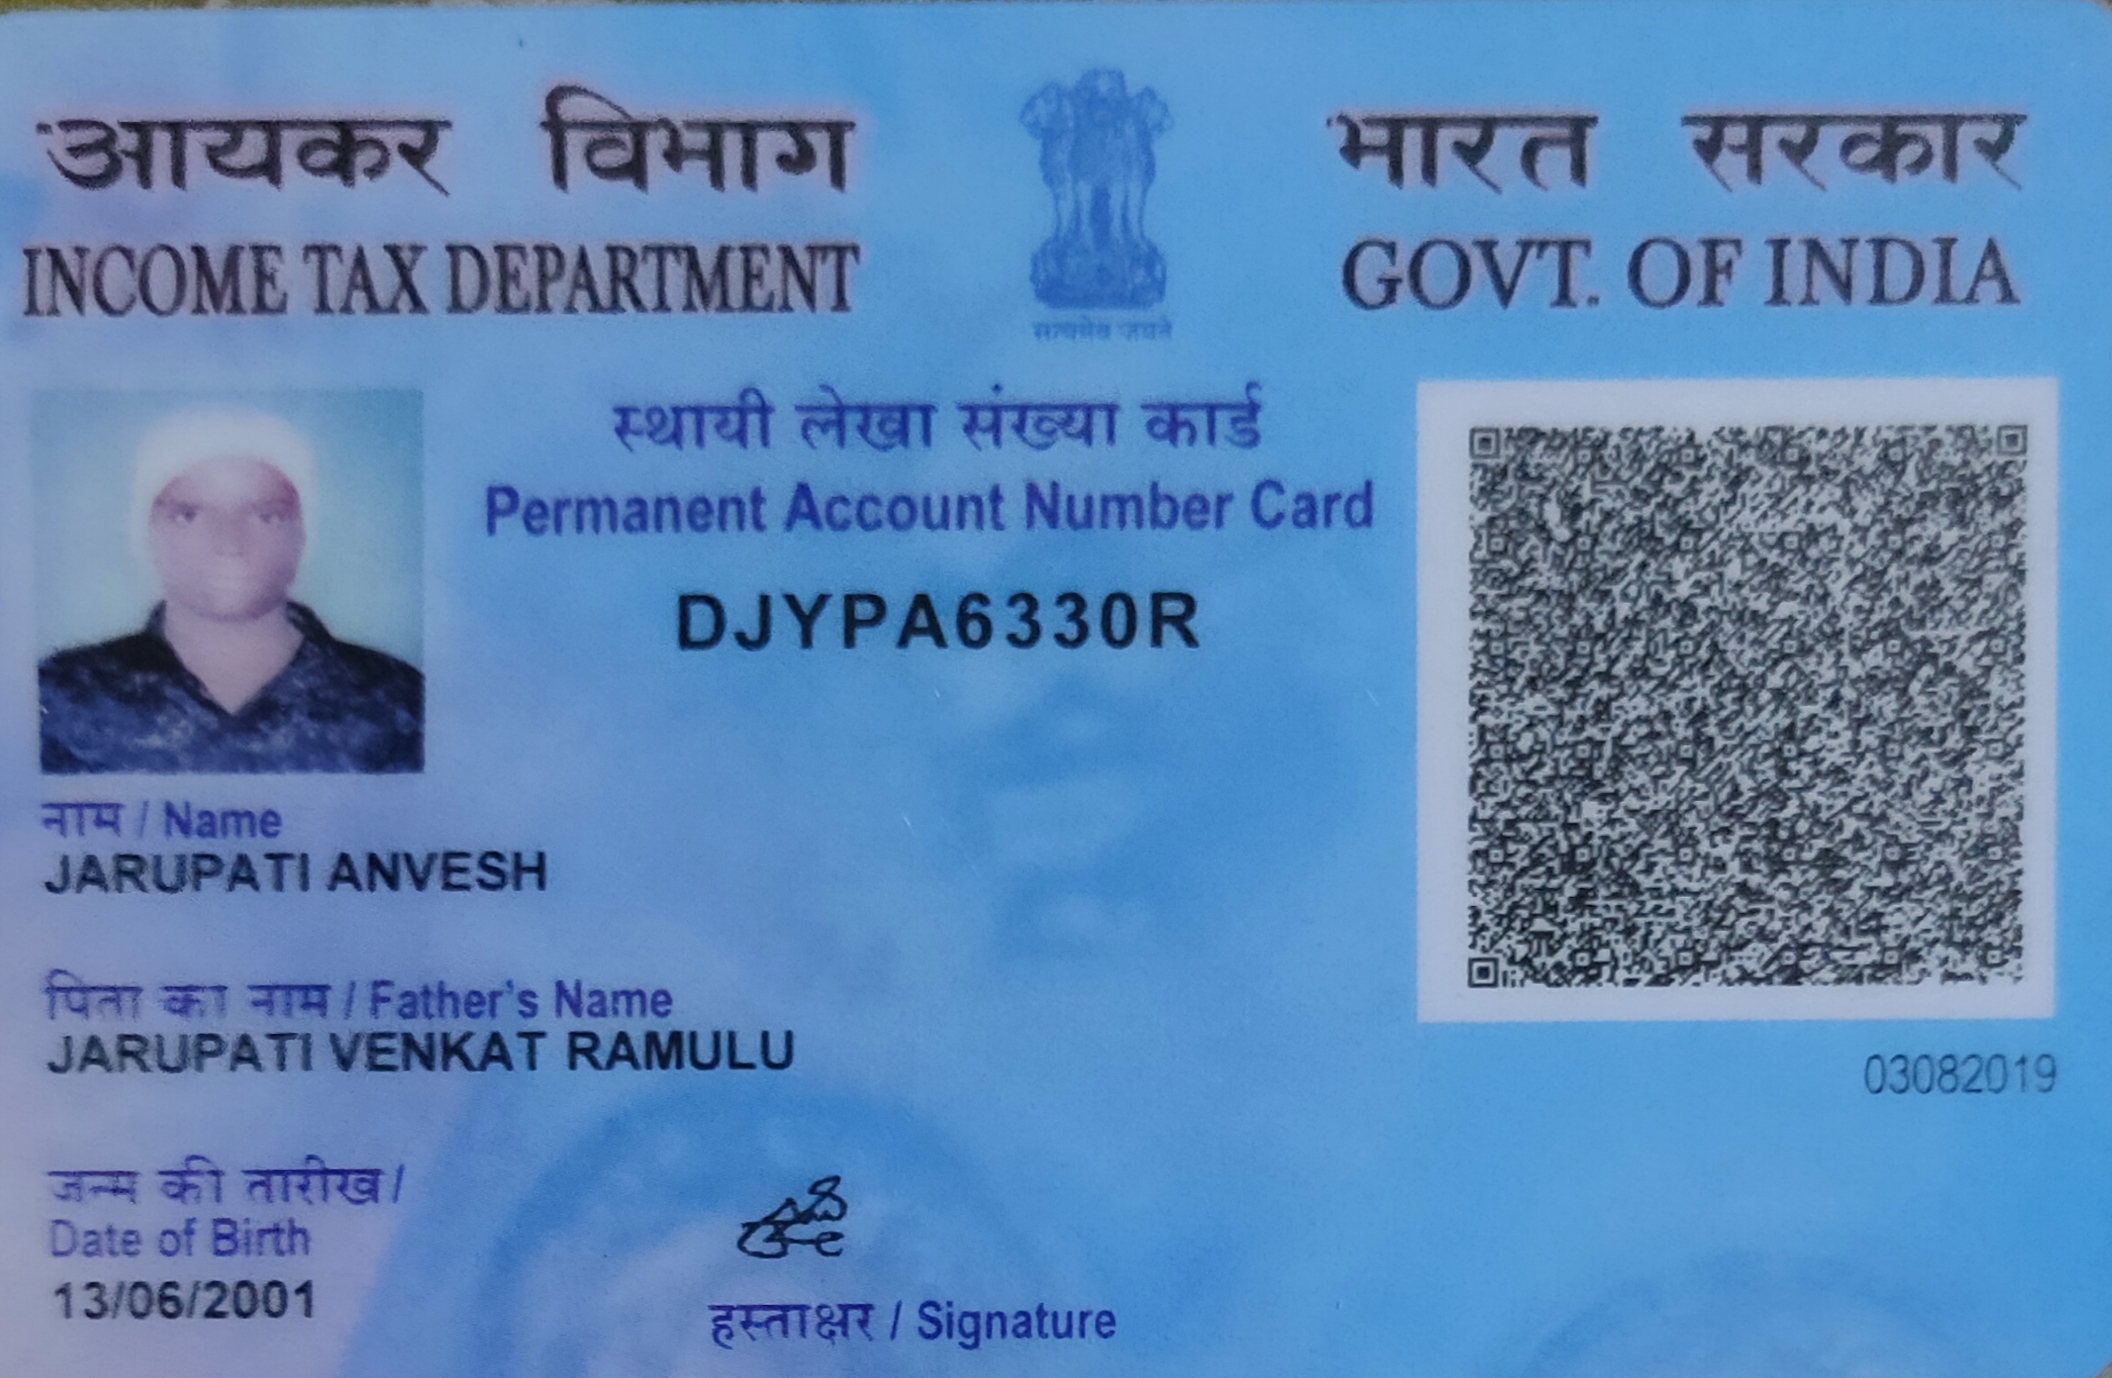 आयकर विभाग
INCOME TAX DEPARTMENT
सत्यमेव जयते
भारत सरकार
GOVT. OF INDIA
स्थायी लेखा संख्या कार्ड
Permanent Account Number Card
DJYPA6330R
नाम / Name
JARUPATI ANVESH
पिता का नाम / Father's Name
JARUPATI VENKAT RAMULU
03082019
जन्म की तारीख/
Date of Birth
13/06/2001
हस्ताक्षर / Signature